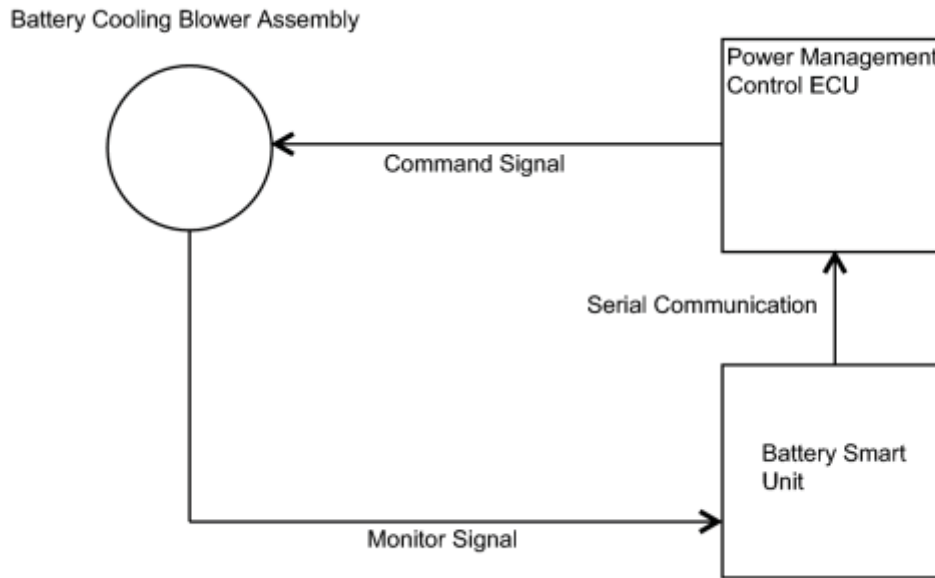 Battery Cooling Blower Assembly
Power Management
Control ECU
Command Signal
Serial Communication
Battery Smart
Unit
Monitor Signal